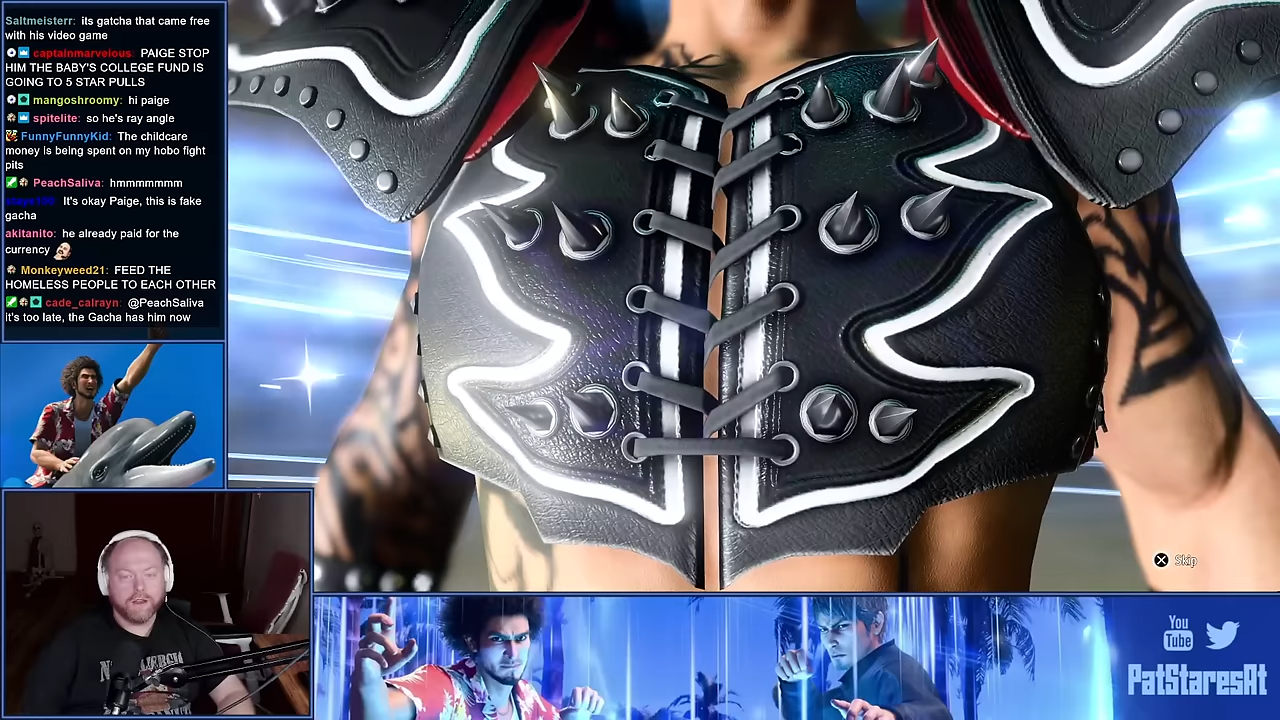 Saltmeisterr: its gatcha that came free
with his video game
captainmarvelous: PAIGE STOP
HIM THE BABY'S COLLEGE FUND IS
GOING TO 5 STAR PULLS
mangoshroomy: hi paige
spitelite: so he's ray angle
FunnyFunnyKid: The childcare
money is being spent on my hobo fight
pits
PeachSaliva: hmmmmmmm
It's okay Paige, this is fake
gacha
akitanito: he already paid for the
currency
Monkeyweed21: FEED THE
HOMELESS PEOPLE TO EACH OTHER
cade_calrayn: @PeachSaliva
It's too late, the Gacha has him now
Skip
You
Tube
PatStaresAt